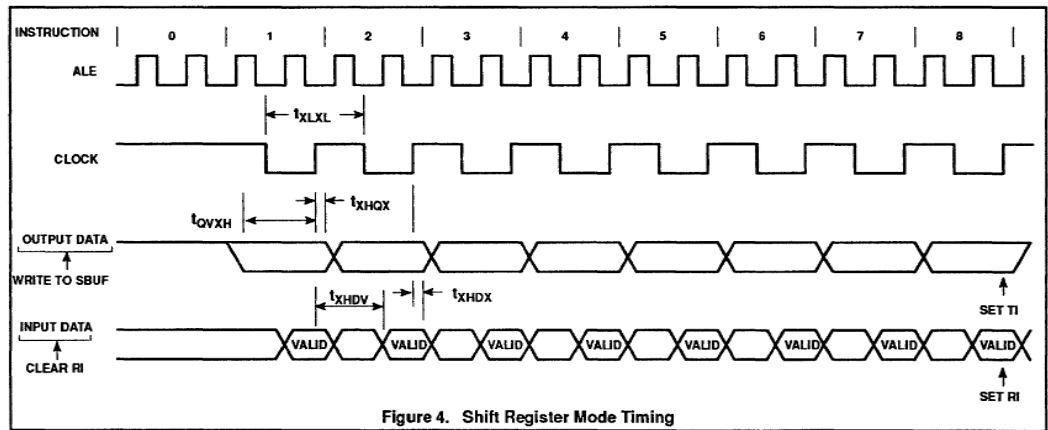 INSTRUCTION 0 1 2 3 4 5 6 7 8
ALE
tXLXL
CLOCK
tQVXH
tXHQX
OUTPUT DATA
WRITE TO SBUF
tXHDV
tXHDX
SET TI
INPUT DATA
VALID VALID VALID VALID VALID VALID VALID VALID
CLEAR RI
SET RI
Figure 4. Shift Register Mode Timing